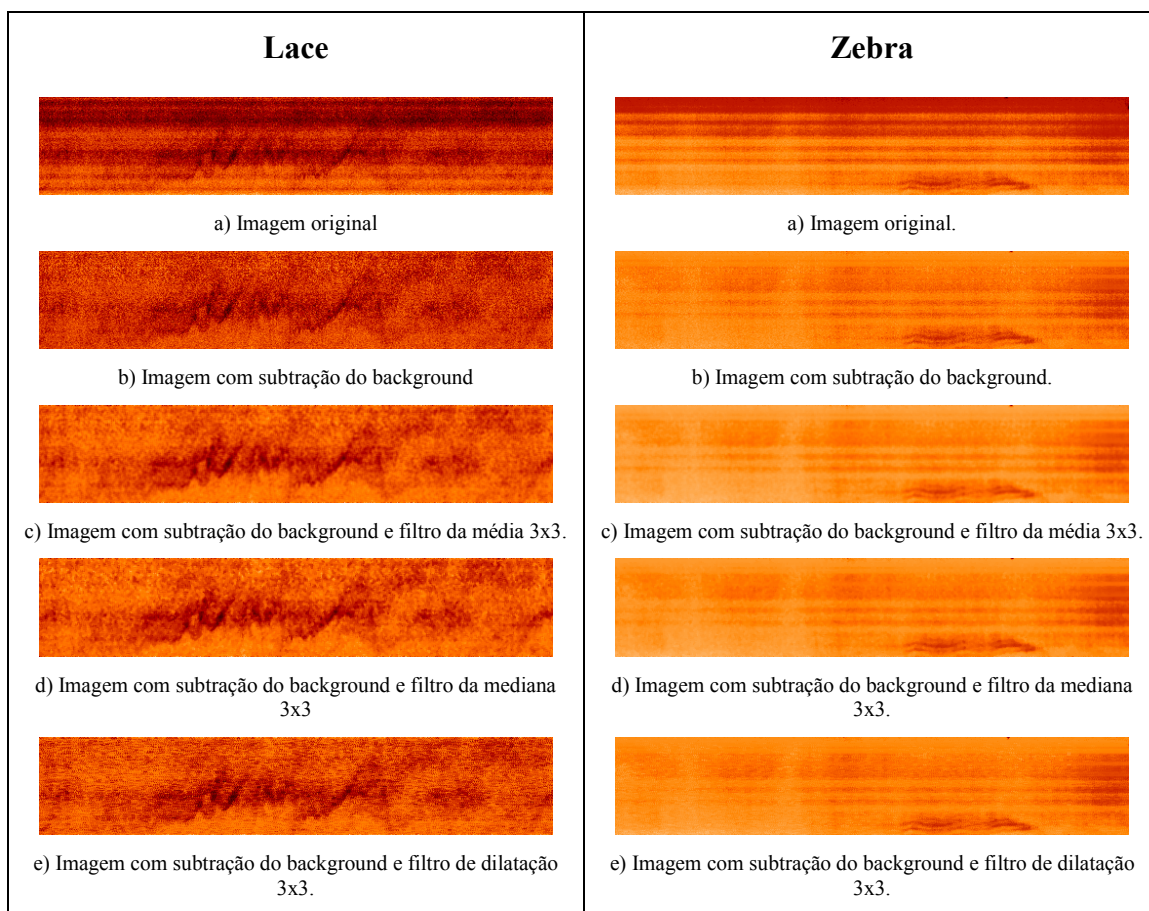 Lace
a) Imagem original
b) Imagem com subtração do background
c) Imagem com subtração do background e filtro da média 3x3.
d) Imagem com subtração do background e filtro da mediana
3x3
e) Imagem com subtração do background e filtro de dilatação
3x3.
Zebra
a) Imagem original.
b) Imagem com subtração do background.
c) Imagem com subtração do background e filtro da média 3x3.
d) Imagem com subtração do background e filtro da mediana
3x3.
e) Imagem com subtração do background e filtro de dilatação
3x3.